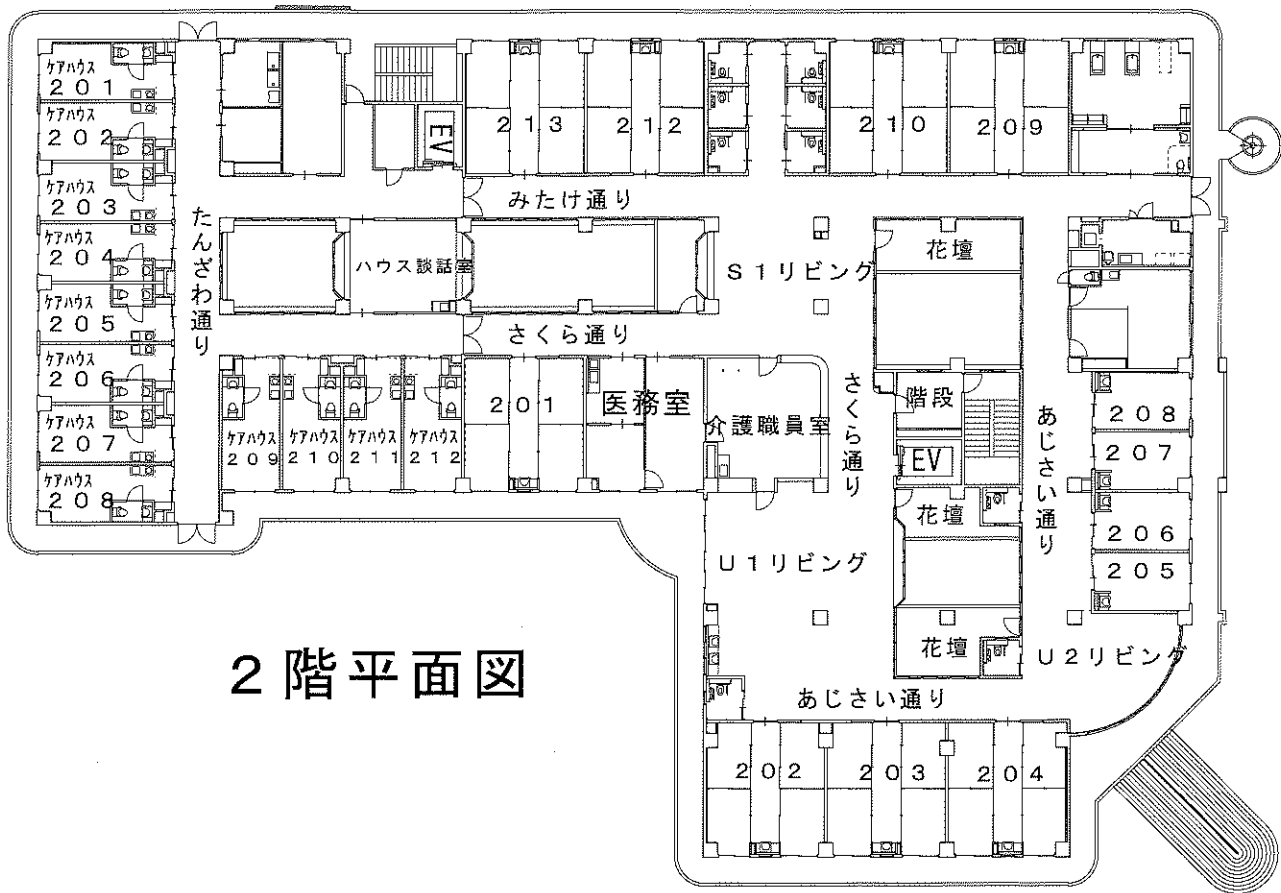 ケアハウス
201
ケアハウス
202
ケアハウス
203
ケアハウス
204
ケアハウス
205
ケアハウス
206
ケアハウス
207
ケアハウス
208
たんざわ通り
EV
213
212
210
209
みたけ通り
ハウス談話室
S1リビング
花壇
さくら通り
ケアハウス
209
ケアハウス
210
ケアハウス
211
ケアハウス
212
201
医務室
介護職員室
さくら通り
階段
EV
あじさい通り
208
207
206
205
花壇
U1リビング
花壇
U2リビング
あじさい通り
202
203
204
2階平面図